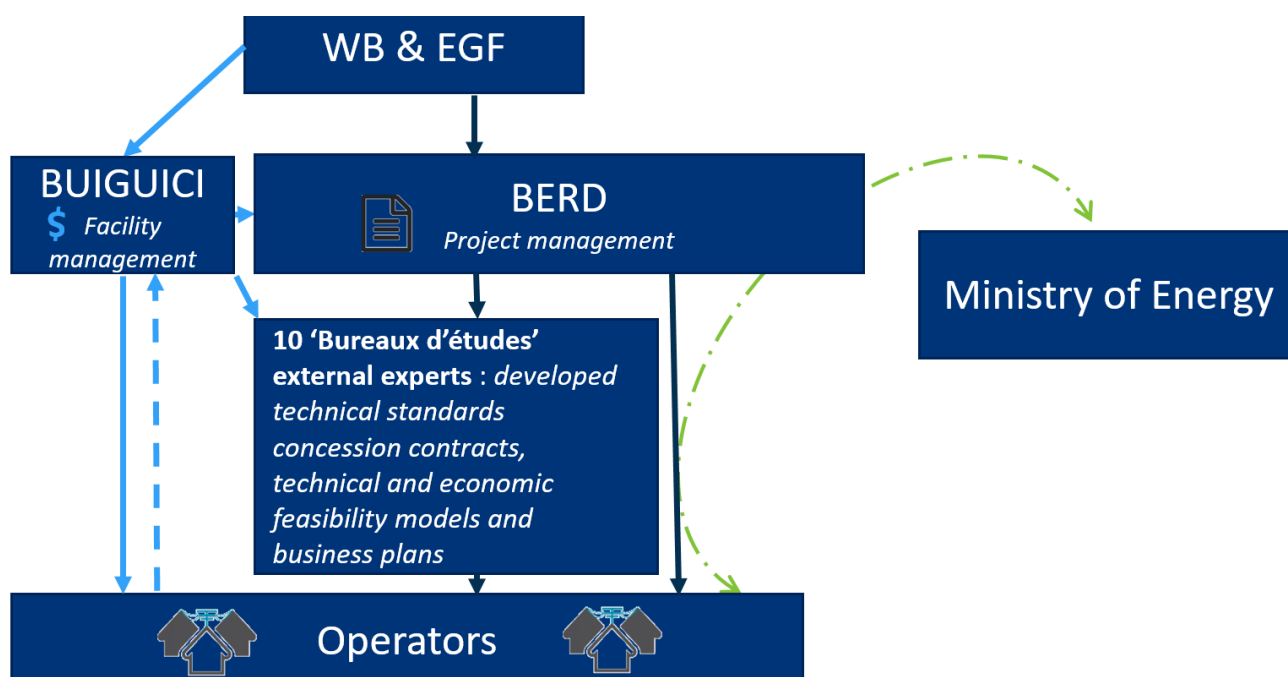 WB & EGF
BUIGUICI
$ Facility
management
BERD
Project management
Ministry of Energy
10 ‘Bureaux d’études’
external experts : developed
technical standards
concession contracts,
technical and economic
feasibility models and
business plans
Operators